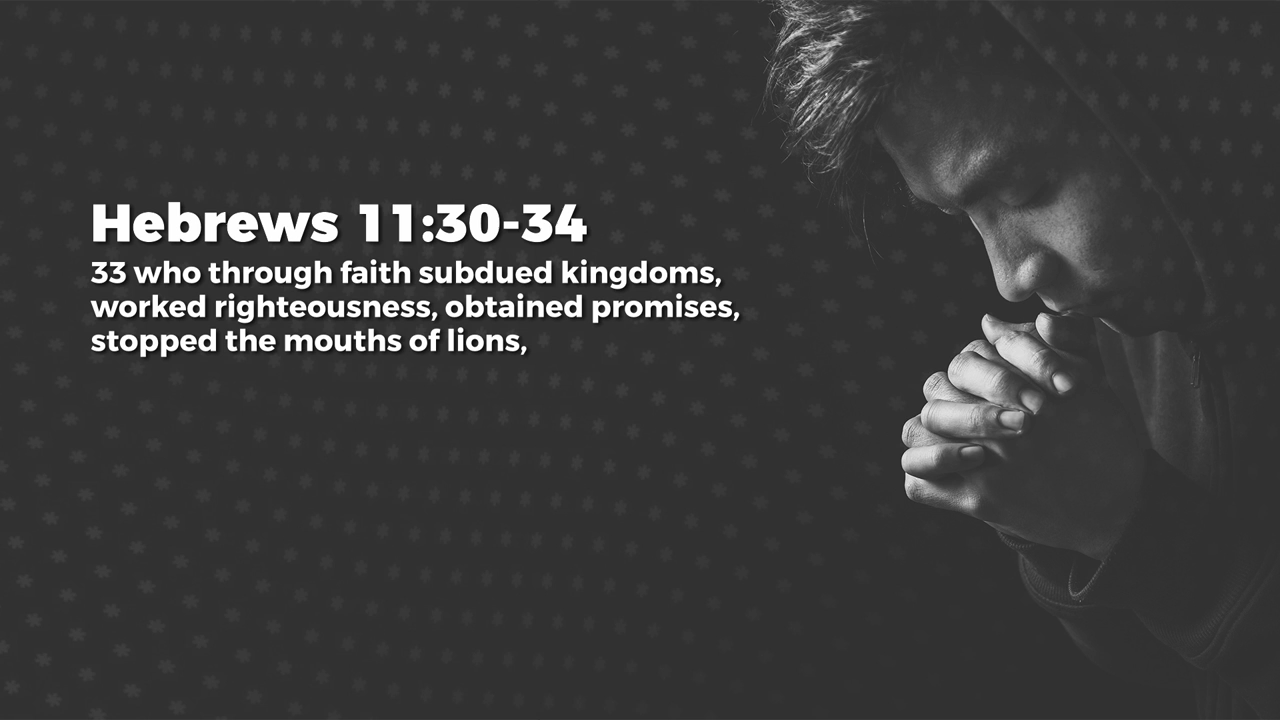 Hebrews 11:30-34
33 who through faith subdued kingdoms,
worked righteousness, obtained promises,
stopped the mouths of lions,